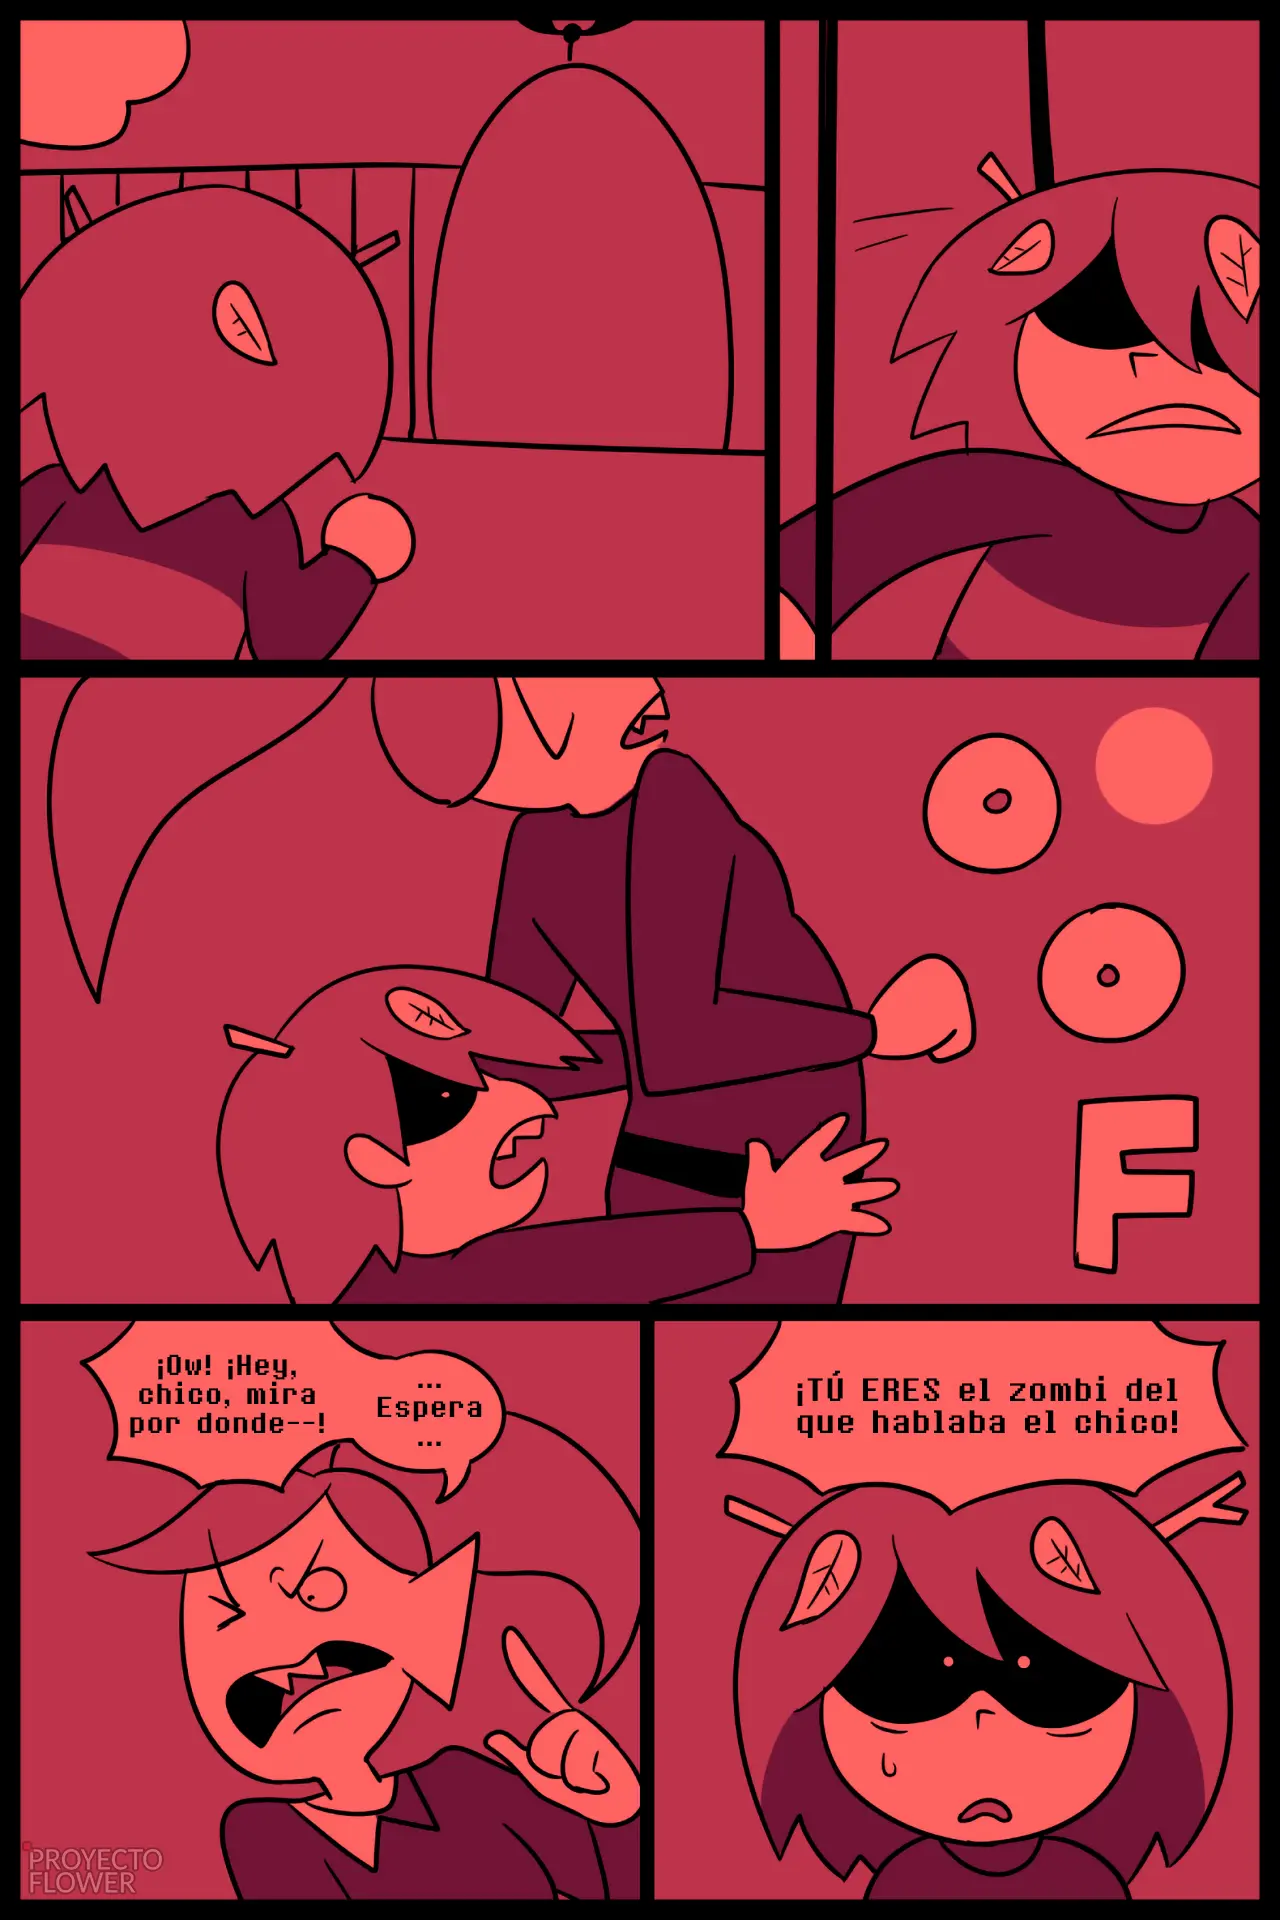 O
O
F
¡Ow! ¡Hey,
chico, mira
por donde--!
...
Espera
...
¡TÚ ERES el zombi del
que hablaba el chico!
PROYECTO
FLOWER